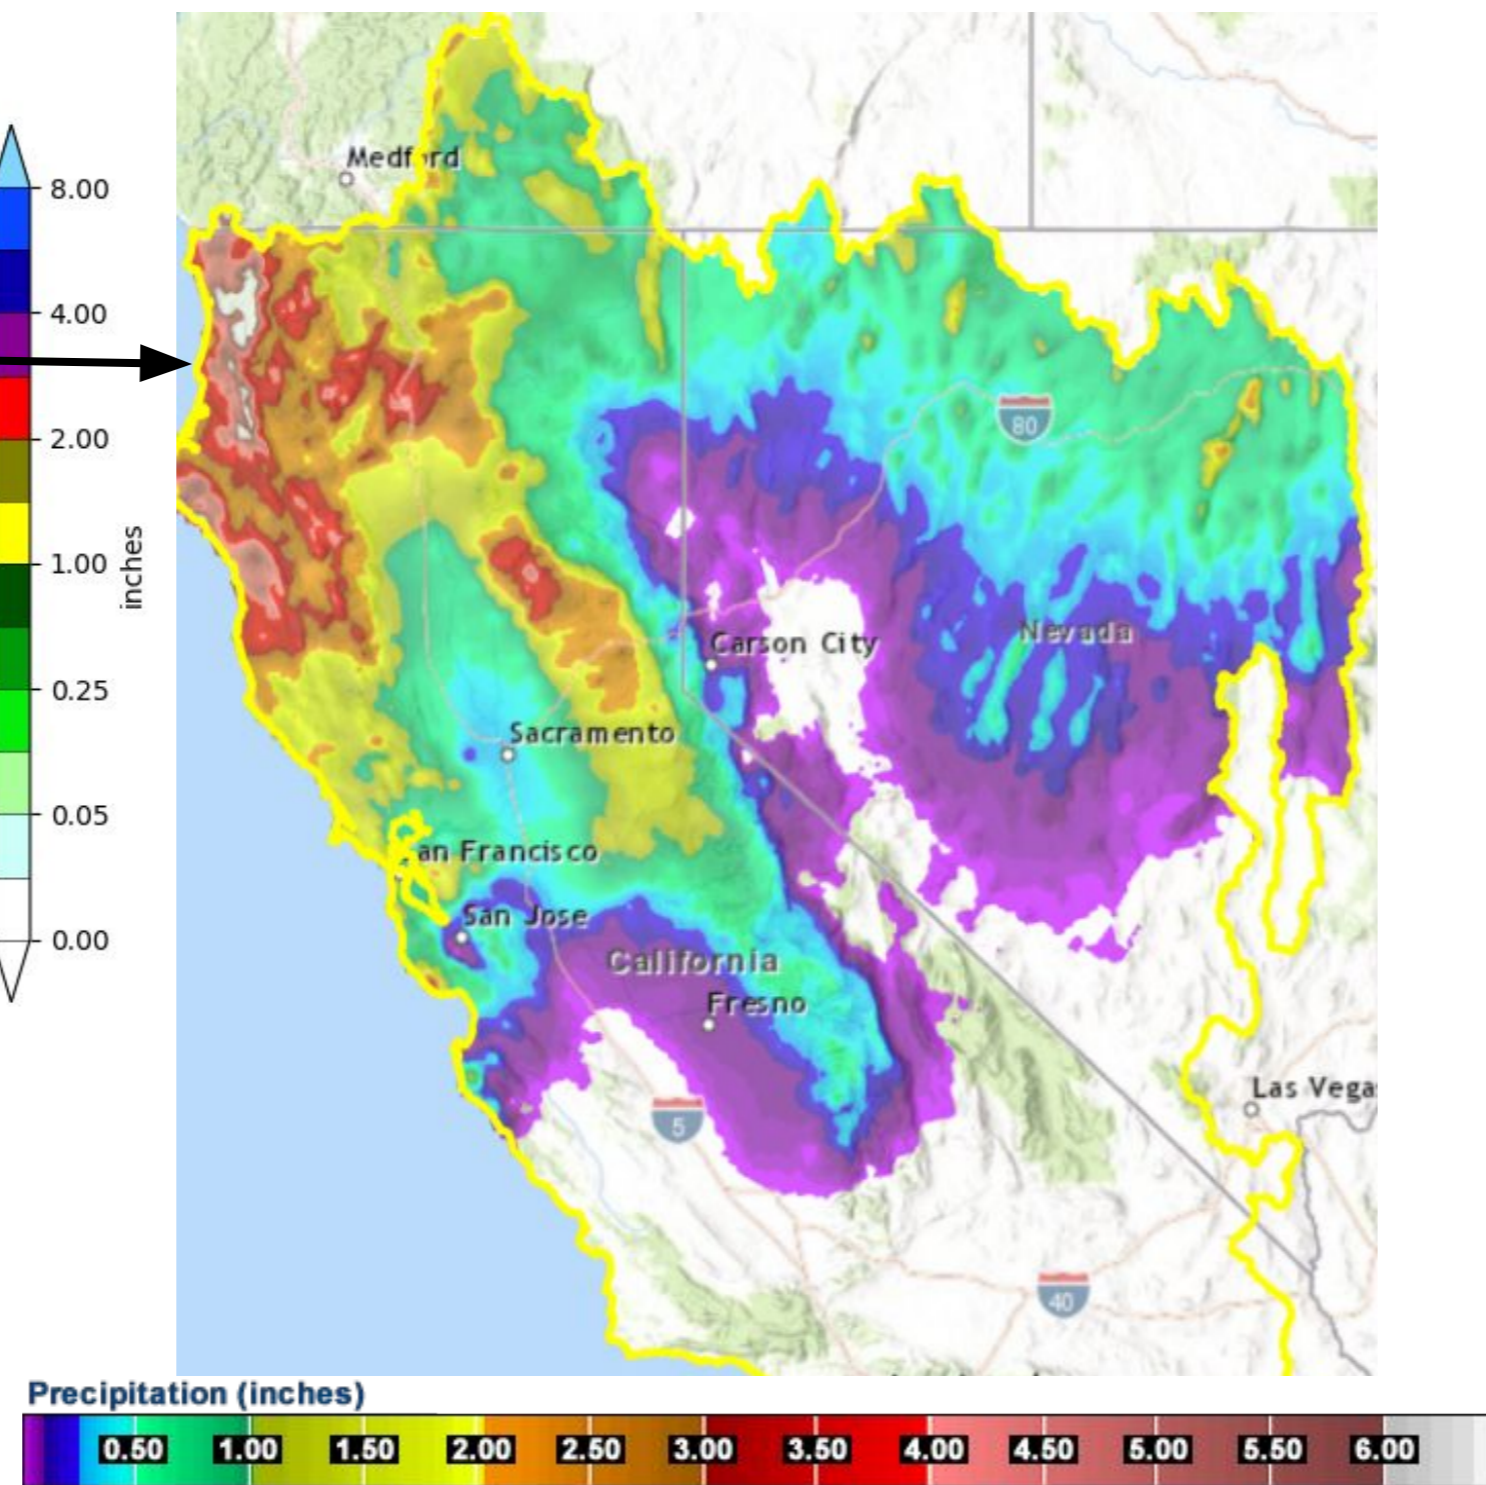 Medf rd
8.00
4.00
2.00
1.00
0.25
0.05
0.00
inches
80
Nevada
Carson City
Sacramento
an Francisco
San Jose
California
Fresno
Las Vega
5
40
Precipitation (inches)
0.50 1.00 1.50 2.00 2.50 3.00 3.50 4.00 4.50 5.00 5.50 6.00